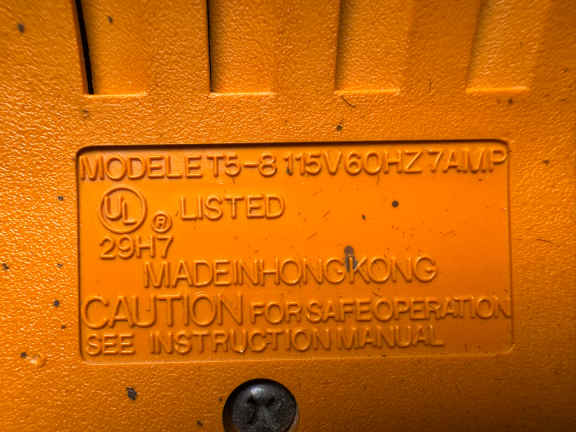 MODEL ET5-8 115V 60HZ 7AMP
UL ® LISTED
29H7
MADE IN HONG KONG
CAUTION FOR SAFE OPERATION
SEE INSTRUCTION MANUAL